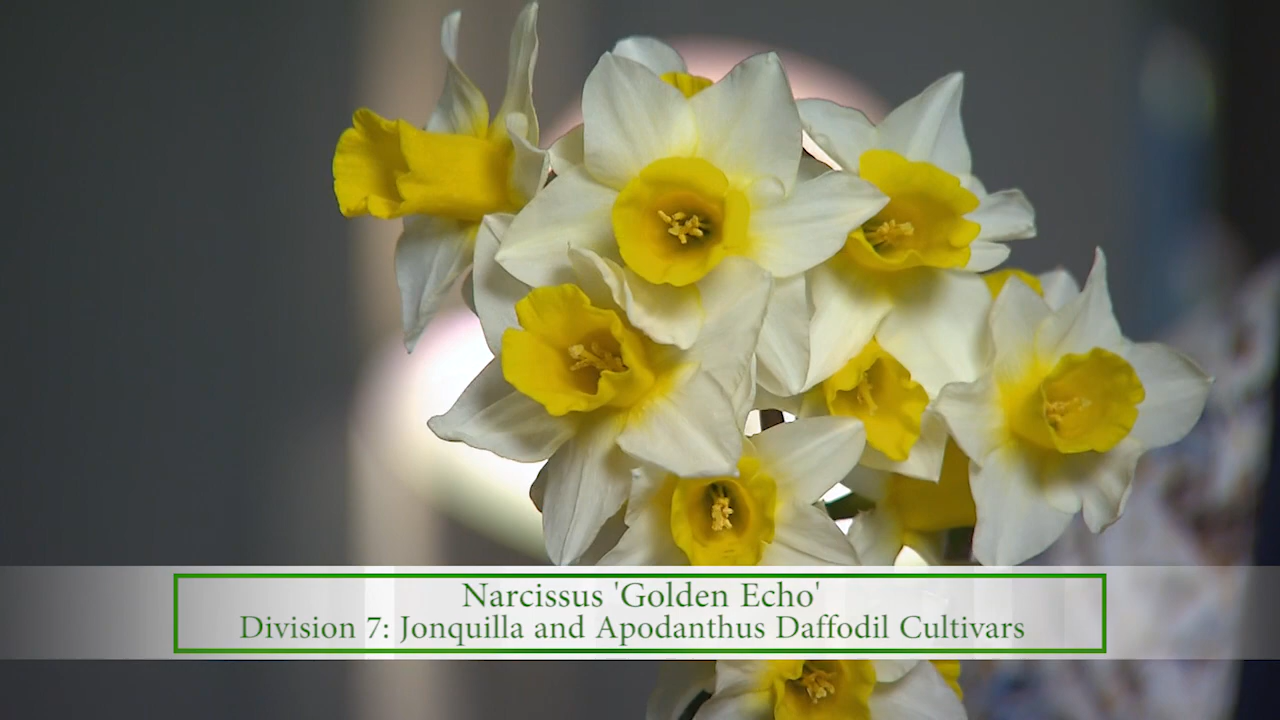 Narcissus 'Golden Echo'
Division 7: Jonquilla and Apodanthus Daffodil Cultivars